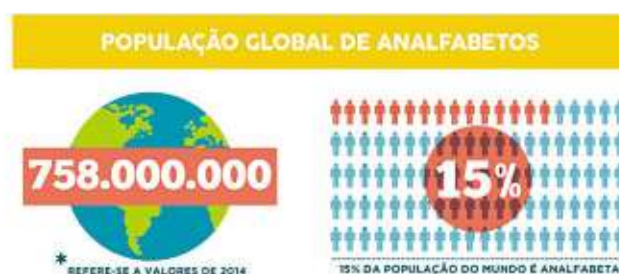 POPULAÇÃO GLOBAL DE ANALFABETOS
758.000.000
15%
* REFERE-SE A VALORES DE 2014
15% DA POPULAÇÃO DO MUNDO É ANALFABETA